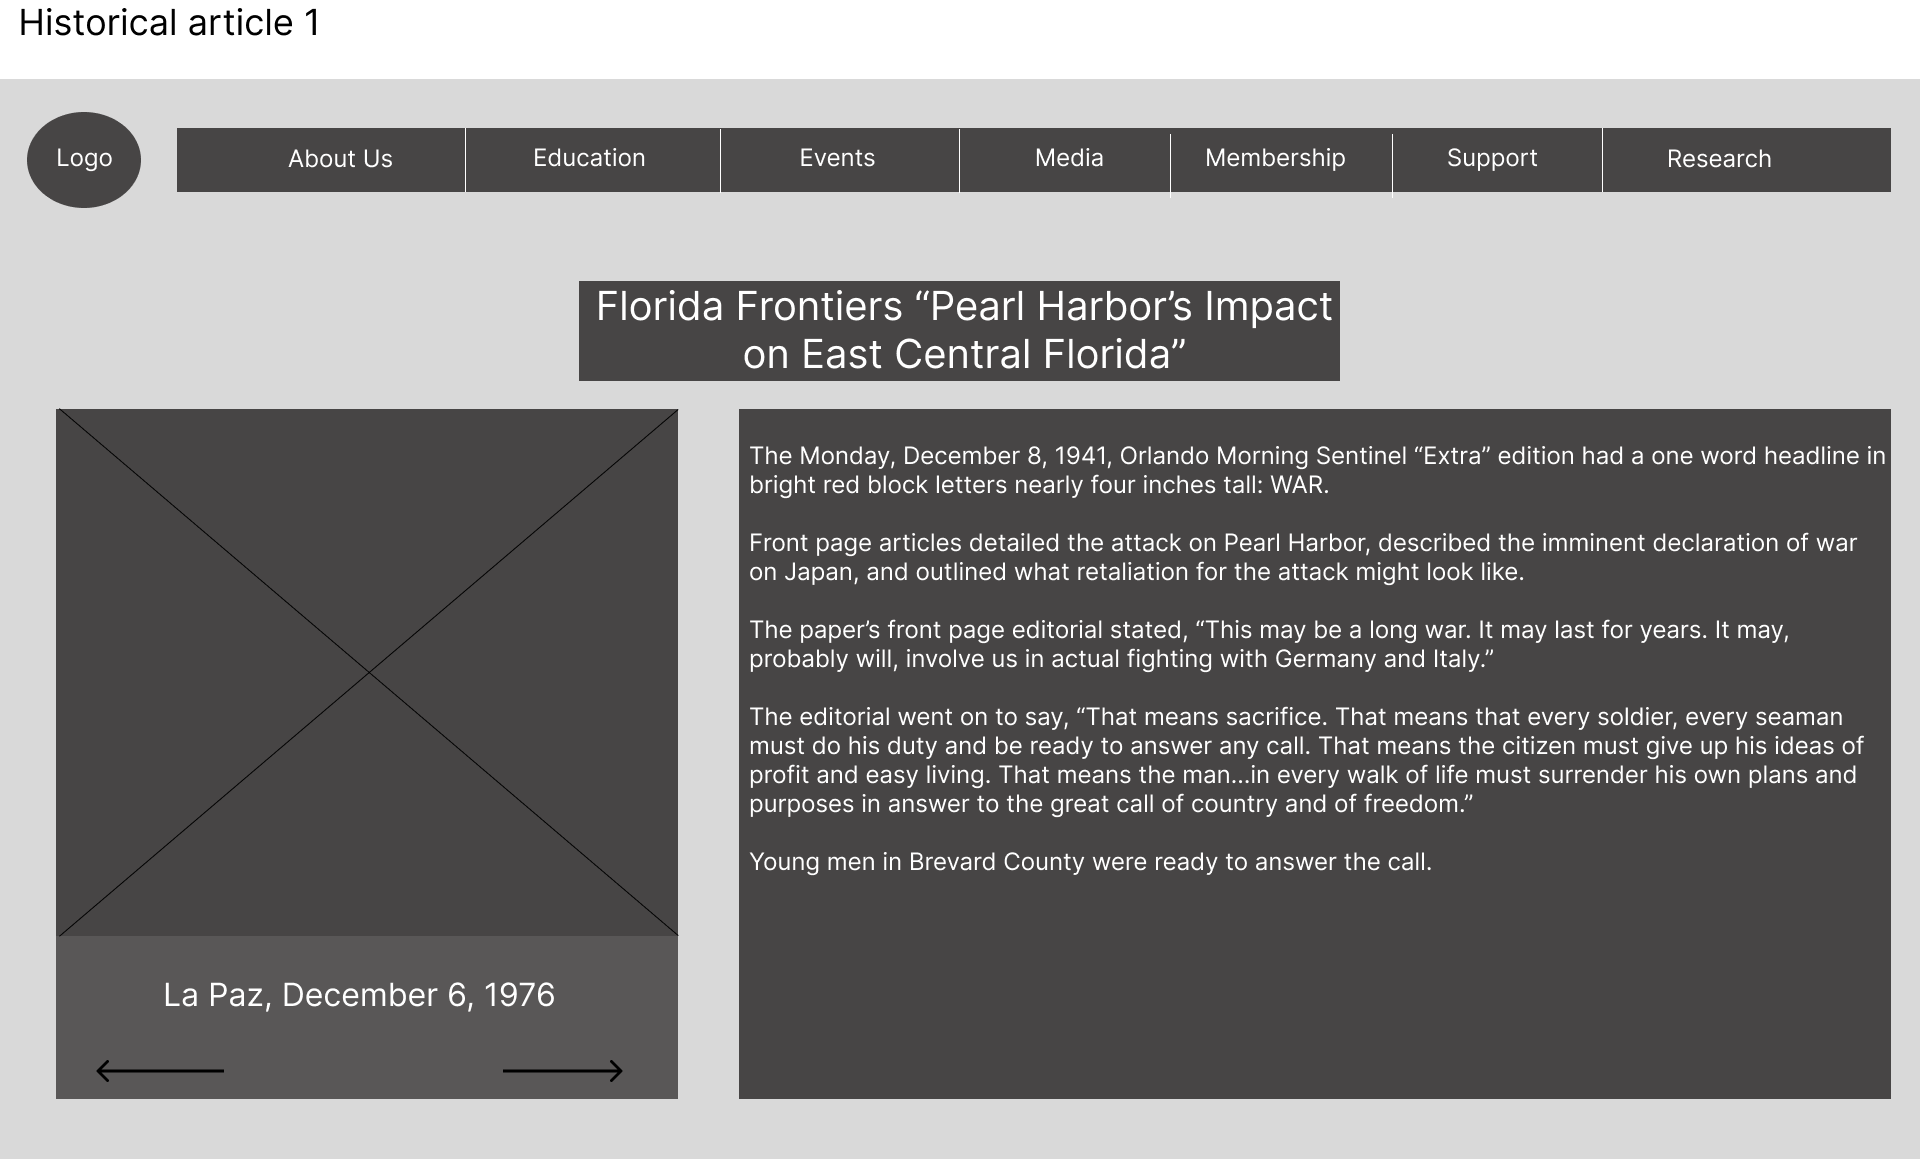 Historical article 1
Logo
About Us
Education
Events
Media
Membership
Support
Research
Florida Frontiers “Pearl Harbor’s Impact
on East Central Florida”
The Monday, December 8, 1941, Orlando Morning Sentinel “Extra” edition had a one word headline in
bright red block letters nearly four inches tall: WAR.
Front page articles detailed the attack on Pearl Harbor, described the imminent declaration of war
on Japan, and outlined what retaliation for the attack might look like.
The paper’s front page editorial stated, “This may be a long war. It may last for years. It may,
probably will, involve us in actual fighting with Germany and Italy.”
The editorial went on to say, “That means sacrifice. That means that every soldier, every seaman
must do his duty and be ready to answer any call. That means the citizen must give up his ideas of
profit and easy living. That means the man...in every walk of life must surrender his own plans and
purposes in answer to the great call of country and of freedom.”
Young men in Brevard County were ready to answer the call.
La Paz, December 6, 1976